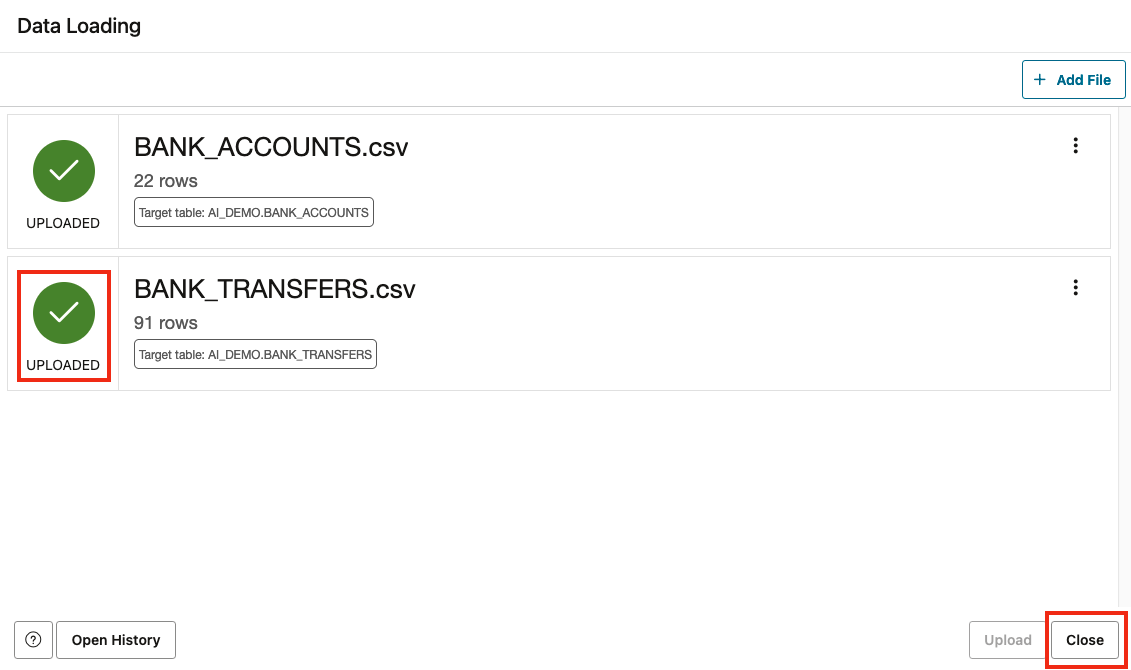 Data Loading
+ Add File
BANK_ACCOUNTS.csv
22 rows
UPLOADED
Target table: AI_DEMO.BANK_ACCOUNTS
BANK_TRANSFERS.csv
91 rows
UPLOADED
Target table: AI_DEMO.BANK_TRANSFERS
? Open History Upload Close